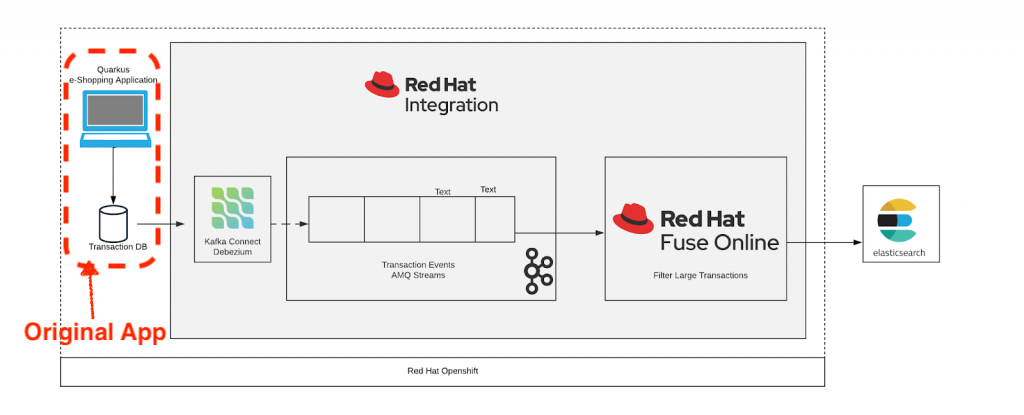 Quarkus
e-Shopping Application
Transaction DB
Original App
Red Hat
Integration
Kafka Connect
Debezium
Text
Text
Transaction Events
AMQ Streams
Red Hat
Fuse Online
Filter Large Transactions
elasticsearch
Red Hat Openshift